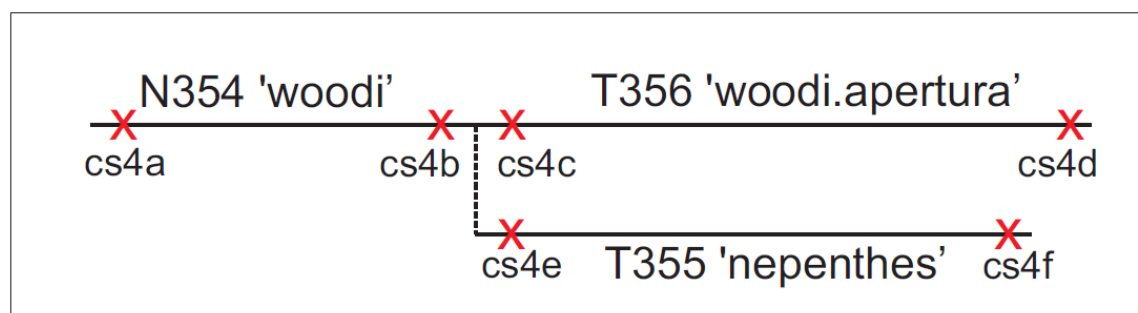 N354 'woodi’ T356 'woodi.apertura’
X X X X
cs4a cs4b cs4c cs4d
X X
cs4e T355 'nepenthes’ cs4f